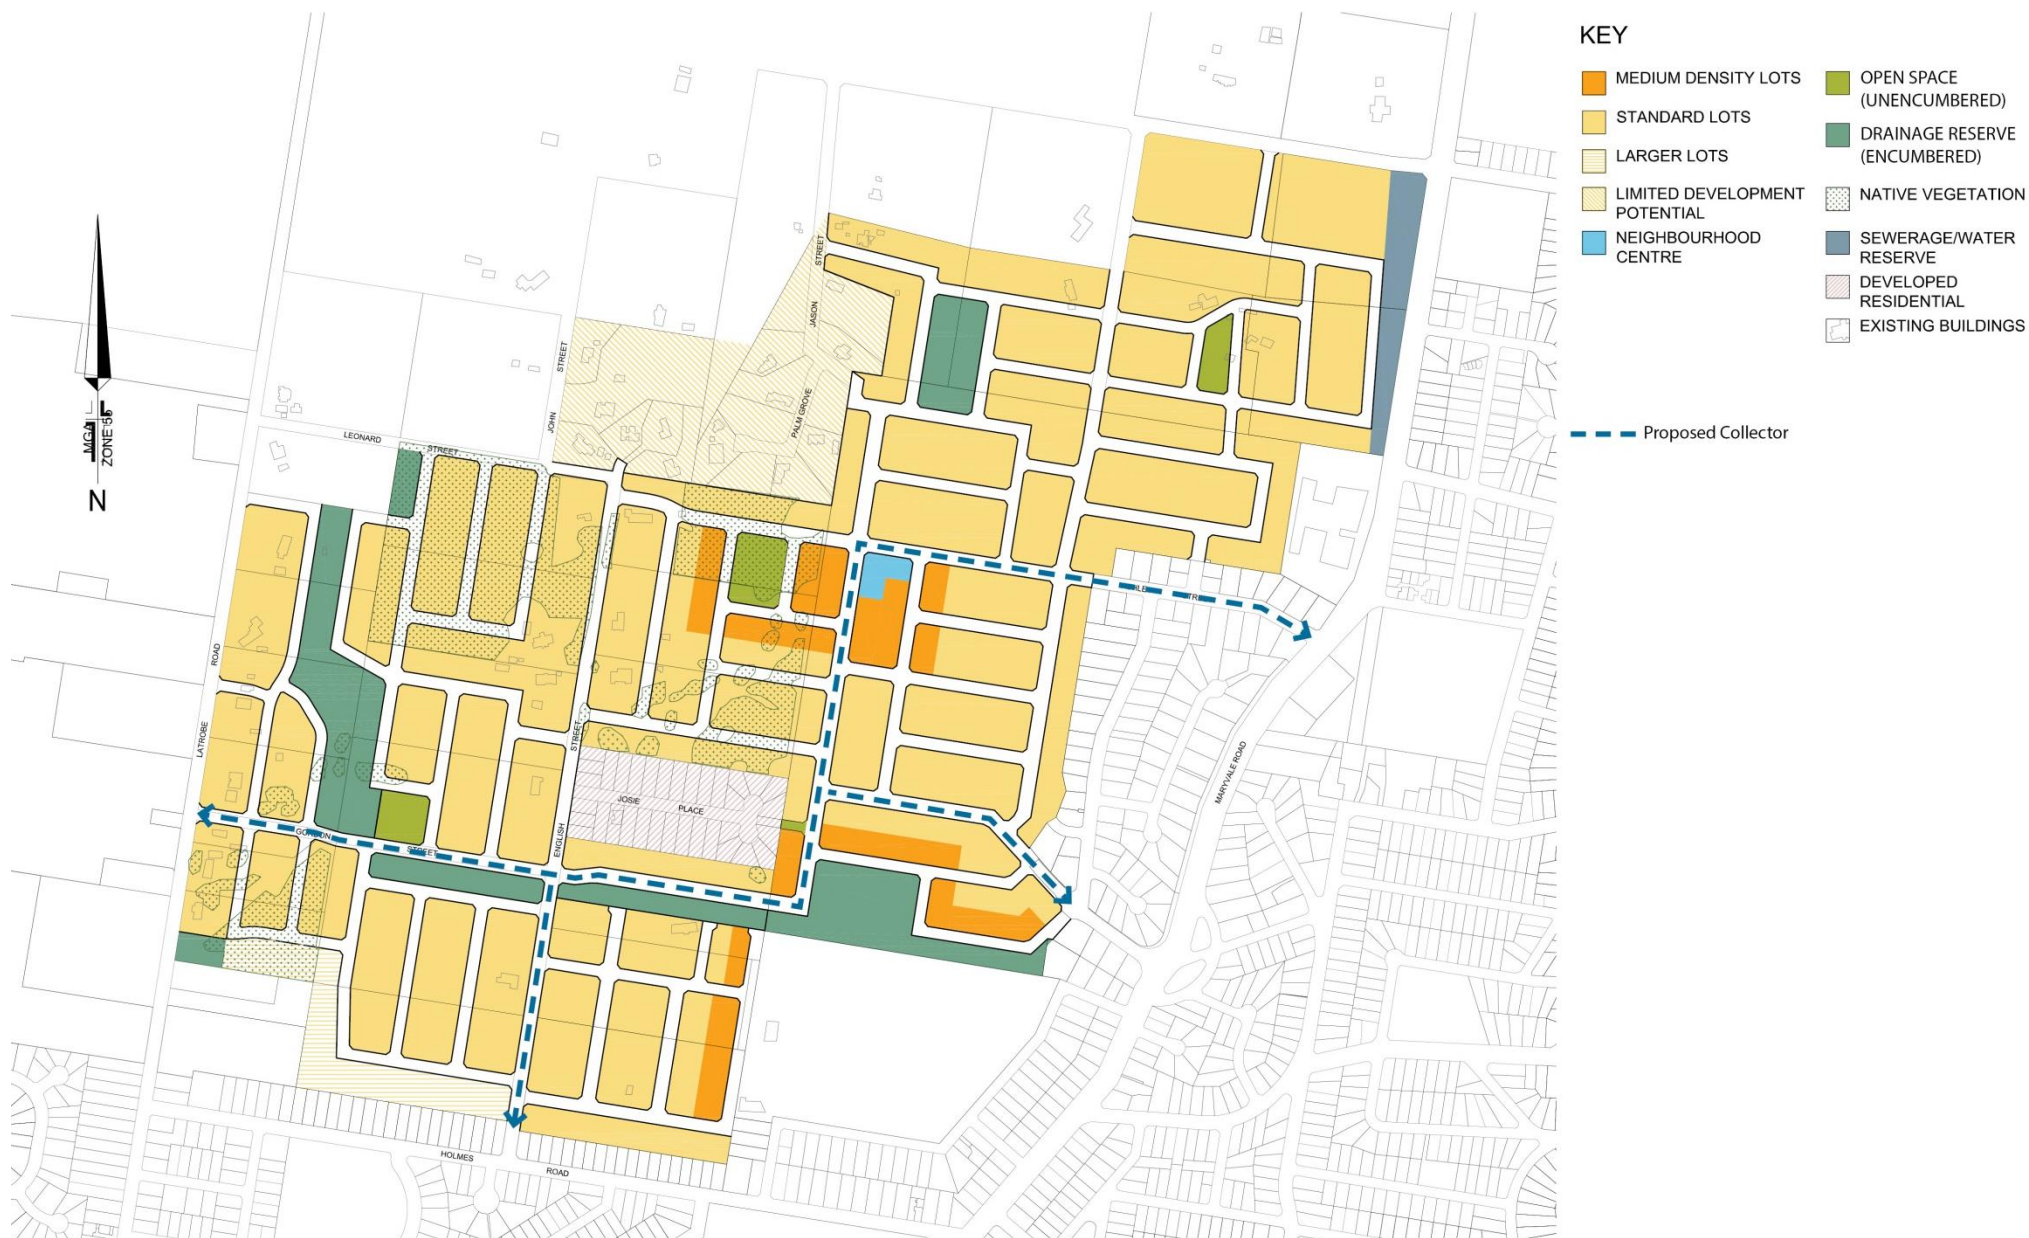 KEY
MEDIUM DENSITY LOTS
STANDARD LOTS
LARGER LOTS
LIMITED DEVELOPMENT
POTENTIAL
NEIGHBOURHOOD
CENTRE
OPEN SPACE
(UNENCUMBERED)
DRAINAGE RESERVE
(ENCUMBERED)
NATIVE VEGETATION
SEWERAGE/WATER
RESERVE
DEVELOPED
RESIDENTIAL
EXISTING BUILDINGS
Proposed Collector
MGA
ZONE 55
N
LEONARD
STREET
JOHN
STREET
JASON
STREET
PALM GROVE
LATROBE
ROAD
GORDON
STREET
ENGLISH
STREET
JOSIE
PLACE
MARYVALE ROAD
HOLMES
ROAD